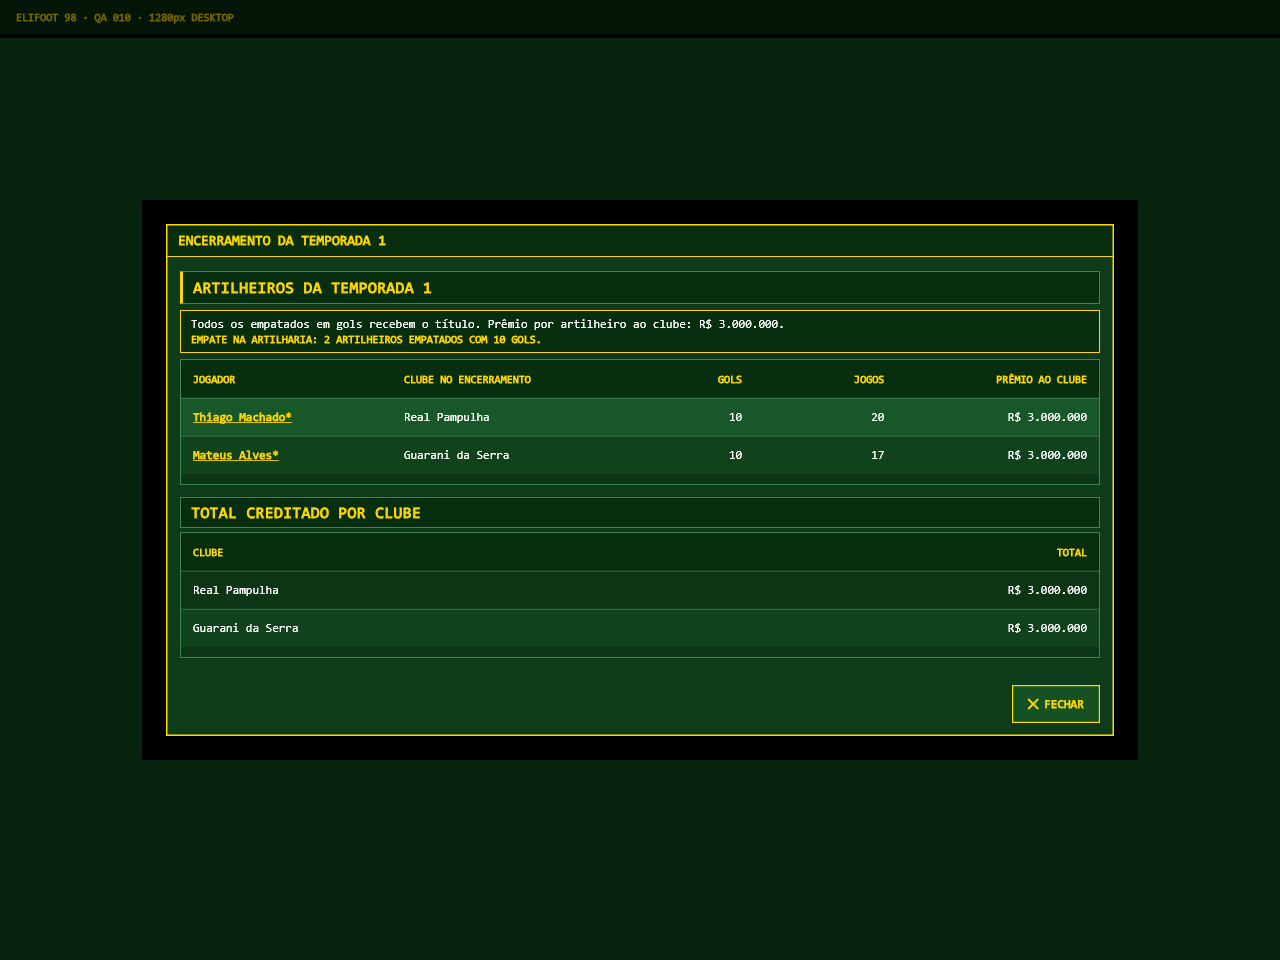 ELIFOOT 98 · QA 010 · 1280px DESKTOP
ENCERRAMENTO DA TEMPORADA 1
ARTILHEIROS DA TEMPORADA 1
Todos os empatados em gols recebem o título. Prêmio por artilheiro ao clube: R$ 3.000.000.
EMPATE NA ARTILHARIA: 2 ARTILHEIROS EMPATADOS COM 10 GOLS.
JOGADOR CLUBE NO ENCERRAMENTO GOLS JOGOS PRÊMIO AO CLUBE
Thiago Machado* Real Pampulha 10 20 R$ 3.000.000
Mateus Alves* Guarani da Serra 10 17 R$ 3.000.000
TOTAL CREDITADO POR CLUBE
CLUBE TOTAL
Real Pampulha R$ 3.000.000
Guarani da Serra R$ 3.000.000
FECHAR